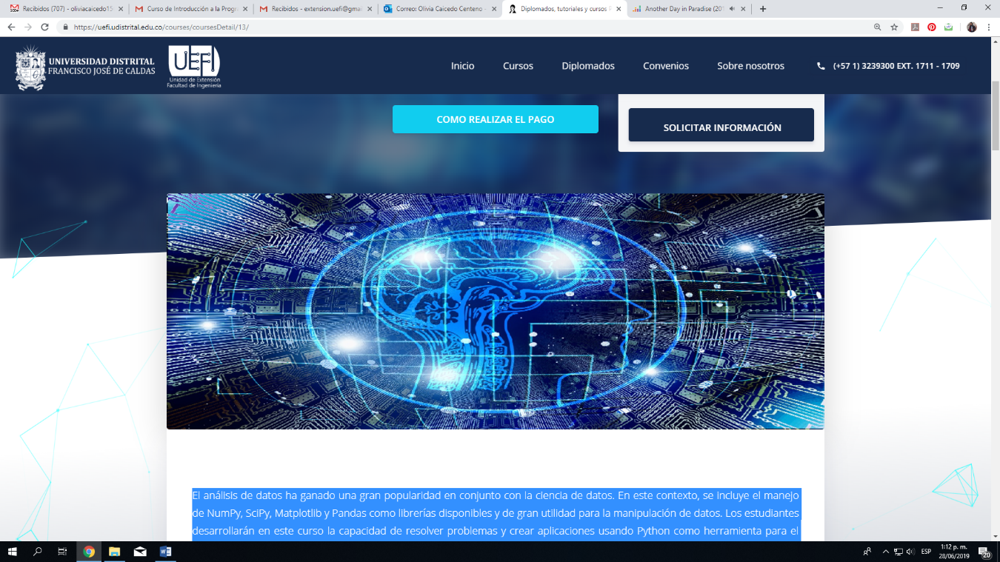 Recibidos (707) - oliviacaicedo15
Curso de Introducción a la Progra
Recibidos - extension.uefi@gmai
Correo: Olivia Caicedo Centeno -
Diplomados, tutoriales y cursos
Another Day in Paradise (201
https://uefi.udistrital.edu.co/courses/coursesDetail/13/
UNIVERSIDAD DISTRITAL
FRANCISCO JOSÉ DE CALDAS
UEFI
Unidad de Extensión
Facultad de Ingeniería
Inicio
Cursos
Diplomados
Convenios
Sobre nosotros
(+57 1) 3239300 EXT. 1711 - 1709
COMO REALIZAR EL PAGO
SOLICITAR INFORMACIÓN
El análisis de datos ha ganado una gran popularidad en conjunto con la ciencia de datos. En este contexto, se incluye el manejo
de NumPy, SciPy, Matplotlib y Pandas como librerías disponibles y de gran utilidad para la manipulación de datos. Los estudiantes
desarrollarán en este curso la capacidad de resolver problemas y crear aplicaciones usando Python como herramienta para el
ESP
1:12 p. m.
28/06/2019
20